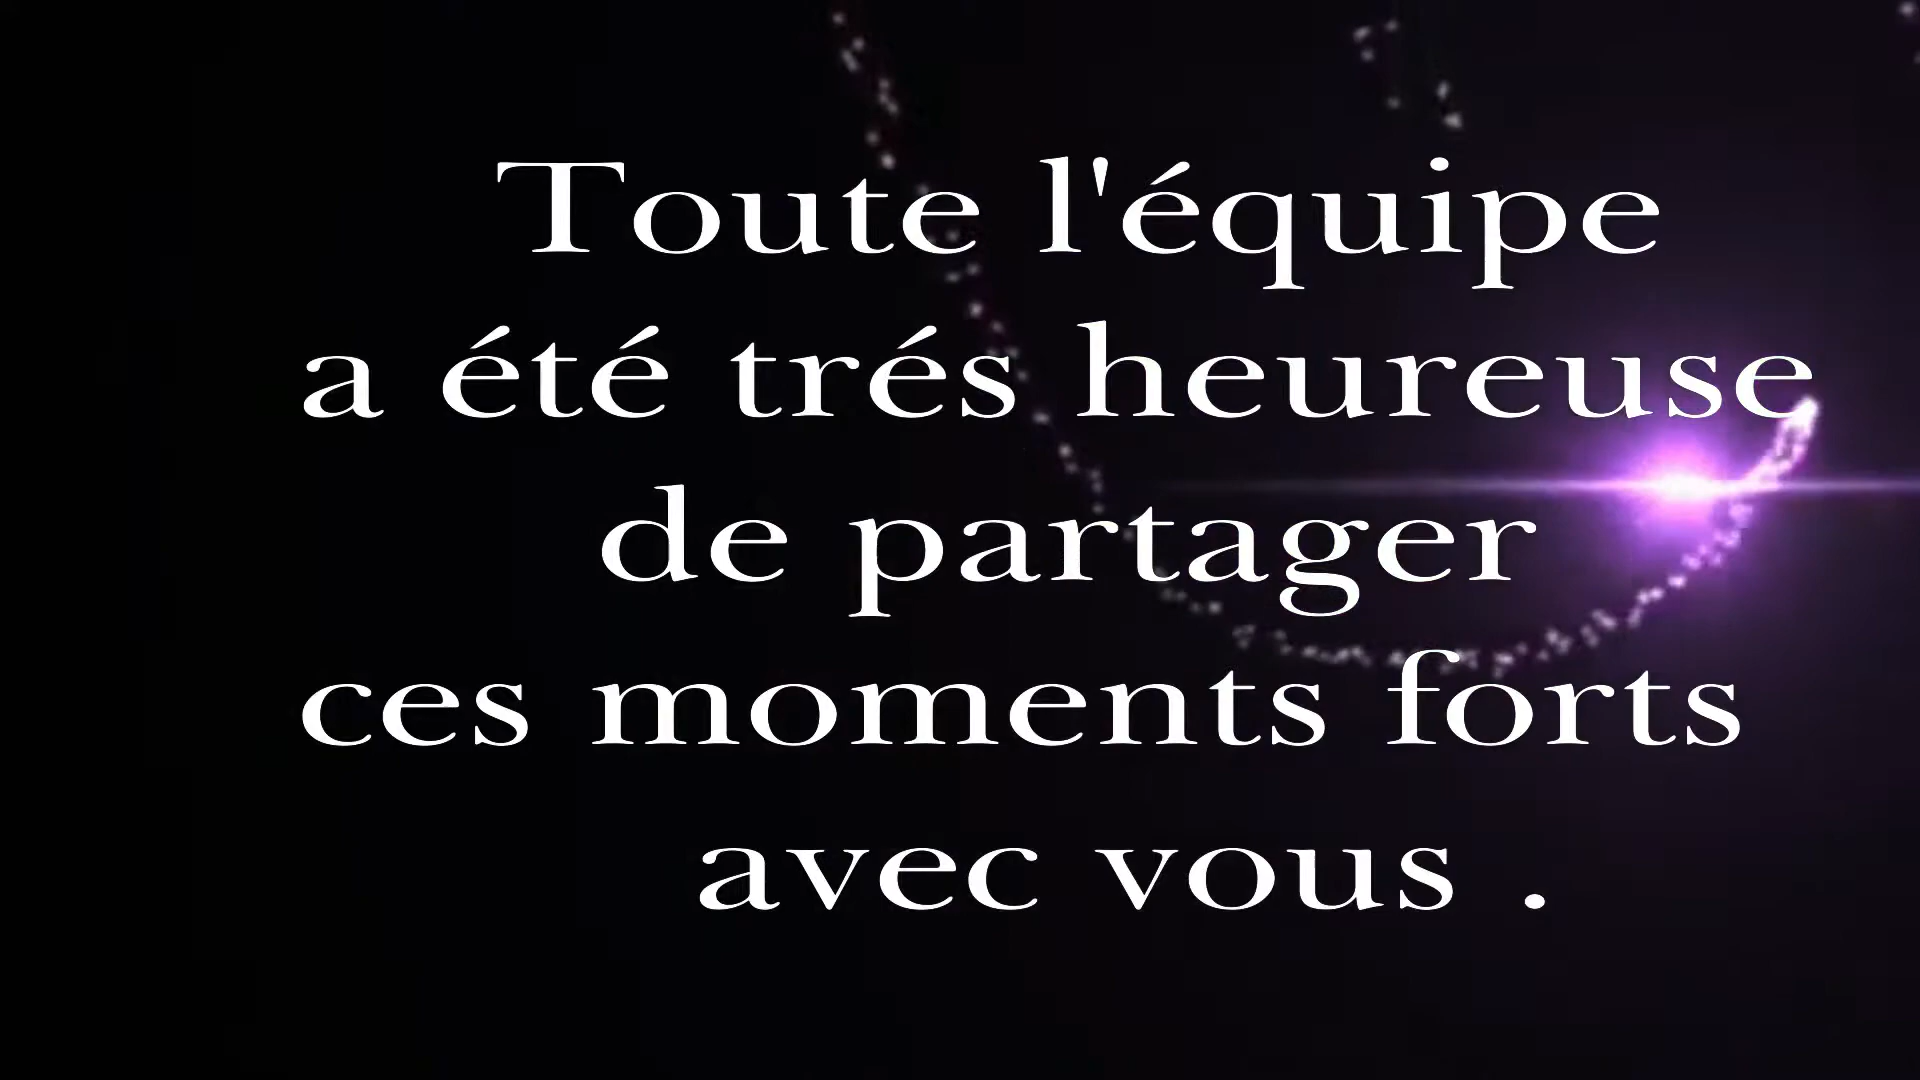 Toute l'équipe
a été trés heureuse
de partager
ces moments forts
avec vous .